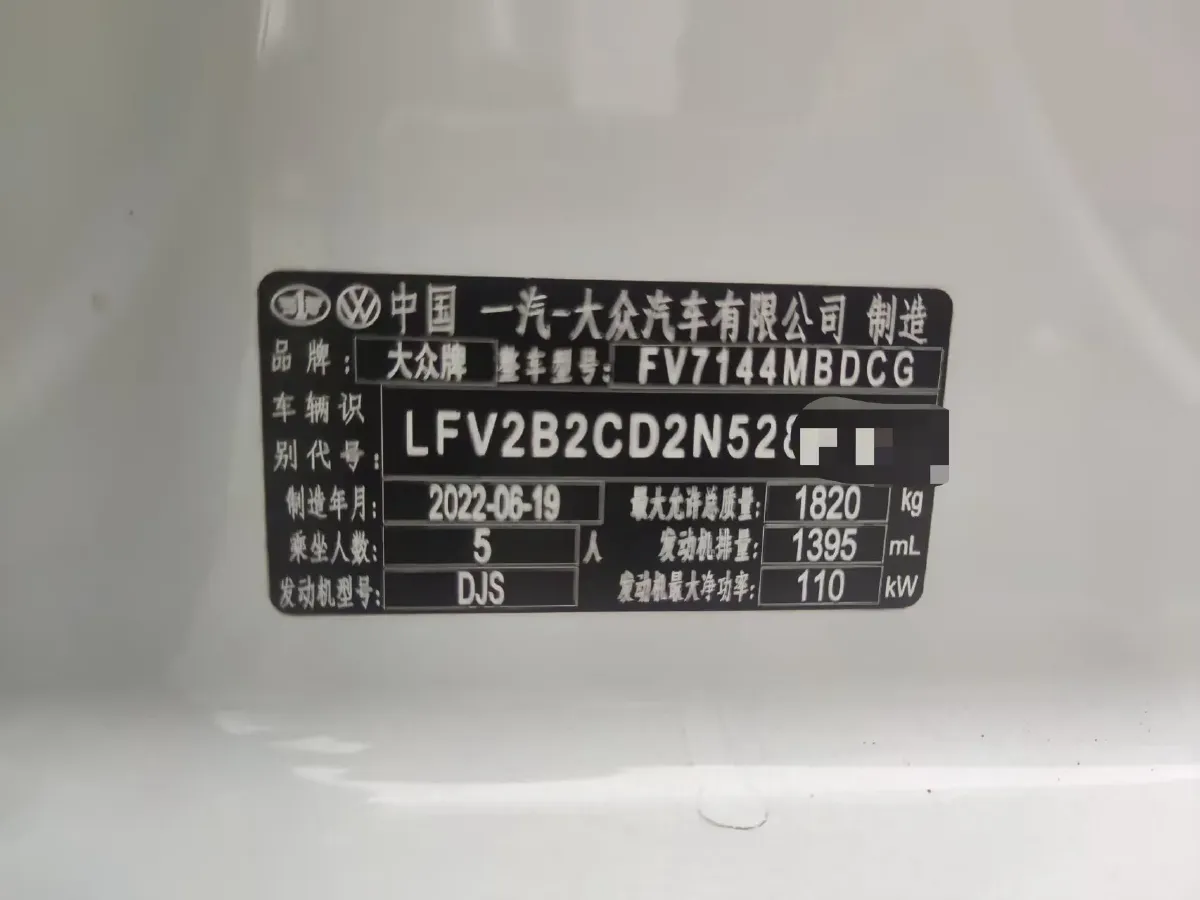 中国 一汽-大众汽车有限公司 制造
品牌: 大众牌 整车型号: FV7144MBDCG
车辆识别代号: LFV2B2CD2N528
制造年月: 2022-06-19 最大允许总质量: 1820 kg
乘坐人数: 5 人 发动机排量: 1395 mL
发动机型号: DJS 发动机最大净功率: 110 kW